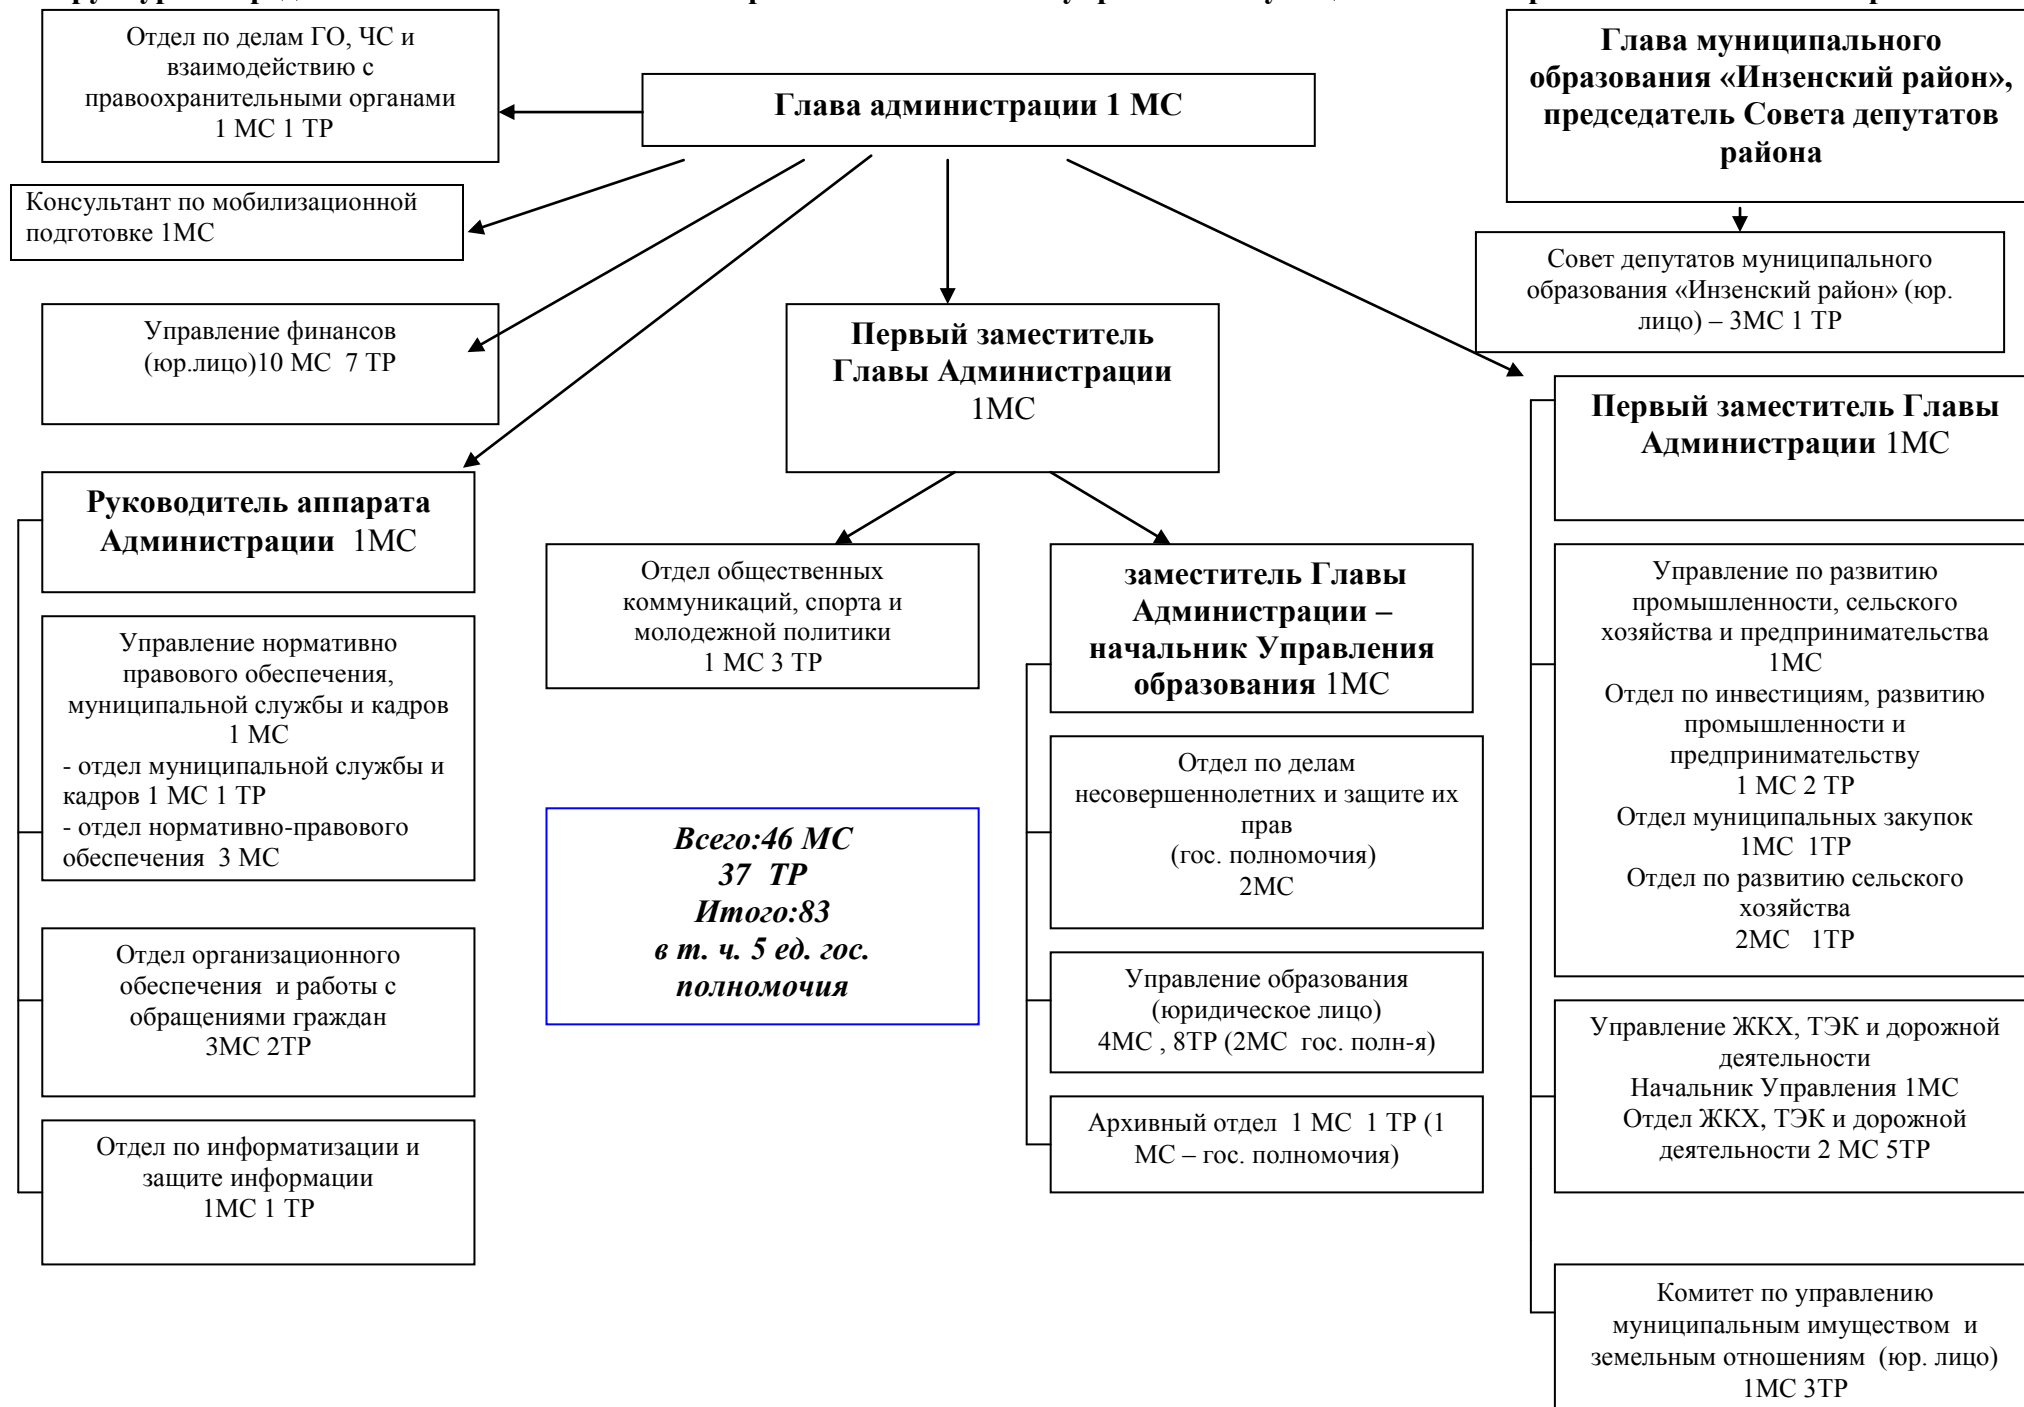 Отдел по делам ГО, ЧС и
взаимодействию с
правоохранительными органами
1 МС 1 ТР
Глава администрации 1 МС
Глава муниципального
образования «Инзенский район»,
председатель Совета депутатов
района
Консультант по мобилизационной
подготовке 1МС
Совет депутатов муниципального
образования «Инзенский район» (юр.
лицо) – 3МС 1 ТР
Управление финансов
(юр.лицо)10 МС  7 ТР
Первый заместитель
Главы Администрации
1МС
Первый заместитель Главы
Администрации 1МС
Руководитель аппарата
Администрации  1МС
Управление нормативно
правового обеспечения,
муниципальной службы и кадров
1 МС
- отдел муниципальной службы и
кадров 1 МС 1 ТР
- отдел нормативно-правового
обеспечения  3 МС
Отдел организационного
обеспечения  и работы с
обращениями граждан
3МС 2ТР
Отдел по информатизации и
защите информации
1МС 1 ТР
Отдел общественных
коммуникаций, спорта и
молодежной политики
1 МС 3 ТР
Всего:46 МС
37  ТР
Итого:83
в т. ч. 5 ед. гос.
полномочия
заместитель Главы
Администрации –
начальник Управления
образования 1МС
Отдел по делам
несовершеннолетних и защите их
прав
(гос. полномочия)
2МС
Управление образования
(юридическое лицо)
4МС , 8ТР (2МС  гос. полн-я)
Архивный отдел  1 МС  1 ТР (1
МС – гос. полномочия)
Управление по развитию
промышленности, сельского
хозяйства и предпринимательства
1МС
Отдел по инвестициям, развитию
промышленности и
предпринимательству
1 МС 2 ТР
Отдел муниципальных закупок
1МС  1ТР
Отдел по развитию сельского
хозяйства
2МС   1ТР
Управление ЖКХ, ТЭК и дорожной
деятельности
Начальник Управления 1МС
Отдел ЖКХ, ТЭК и дорожной
деятельности 2 МС 5ТР
Комитет по управлению
муниципальным имуществом  и
земельным отношениям  (юр. лицо)
1МС 3ТР